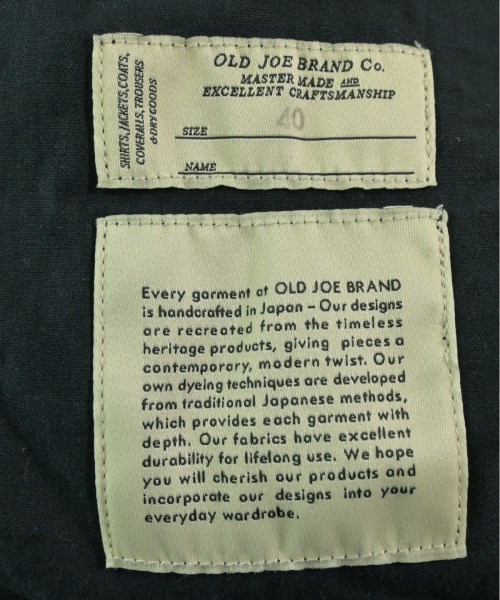 SHIRTS, JACKETS, COATS,
COVERALLS, TROUSERS
& DRY GOODS
OLD JOE BRAND Co.
MASTER MADE AND
EXCELLENT CRAFTSMANSHIP
SIZE 40
NAME
Every garment at OLD JOE BRAND
is handcrafted in Japan – Our designs
are recreated from the timeless
heritage products, giving pieces a
contemporary, modern twist. Our
own dyeing techniques are developed
from traditional Japanese methods,
which provides each garment with
depth. Our fabrics have excellent
durability for lifelong use. We hope
you will cherish our products and
incorporate our designs into your
everyday wardrobe.